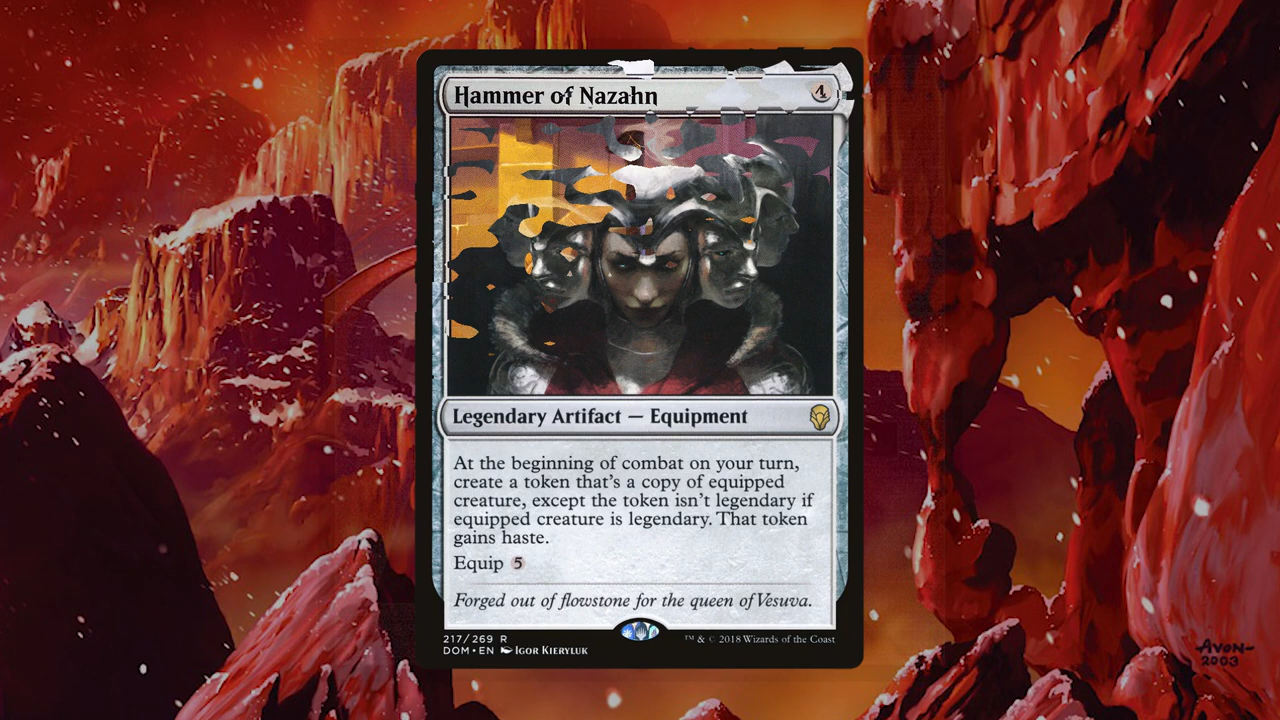 Hammer of Nazahn
4
Legendary Artifact — Equipment
At the beginning of combat on your turn,
create a token that's a copy of equipped
creature, except the token isn't legendary if
equipped creature is legendary. That token
gains haste.
Equip 5
Forged out of flowstone for the queen of Vesuva.
217/269 R
DOM • EN IGOR KIERYLUK
™ & © 2018 Wizards of the Coast
AVON-
2003